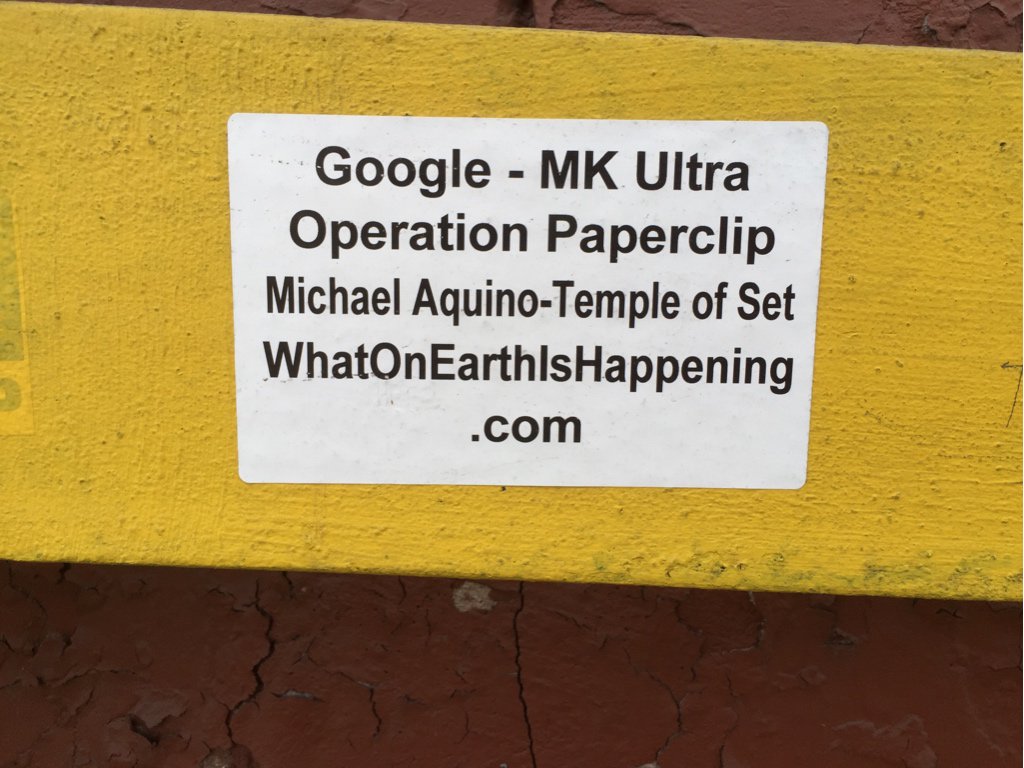 Google - MK Ultra
Operation Paperclip
Michael Aquino-Temple of Set
WhatOnEarthIsHappening
.com